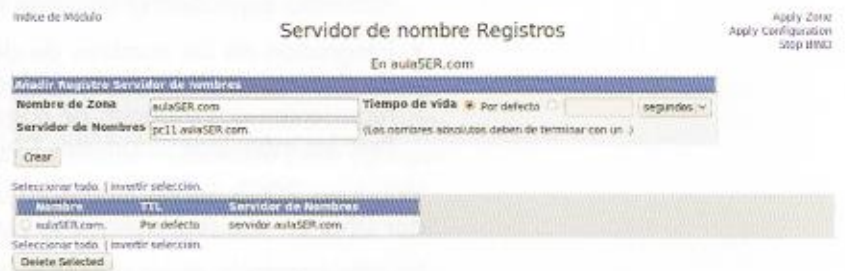 Indice de Módulo
Apply Zone
Apply Configuration
Stop BIND
Servidor de nombre Registros
En aulaSER.com
Añadir Registro Servidor de nombres
Nombre de Zona aulaSER.com Tiempo de vida Por defecto segundos
Servidor de Nombres pc11.aulaSER.com. (Los nombres absolutos deben de terminar con un .)
Crear
Seleccionar todo. | Invertir selección.
Nombre TTL Servidor de Nombres
aulaSER.com. Por defecto servidor.aulaSER.com.
Seleccionar todo. | Invertir selección.
Delete Selected